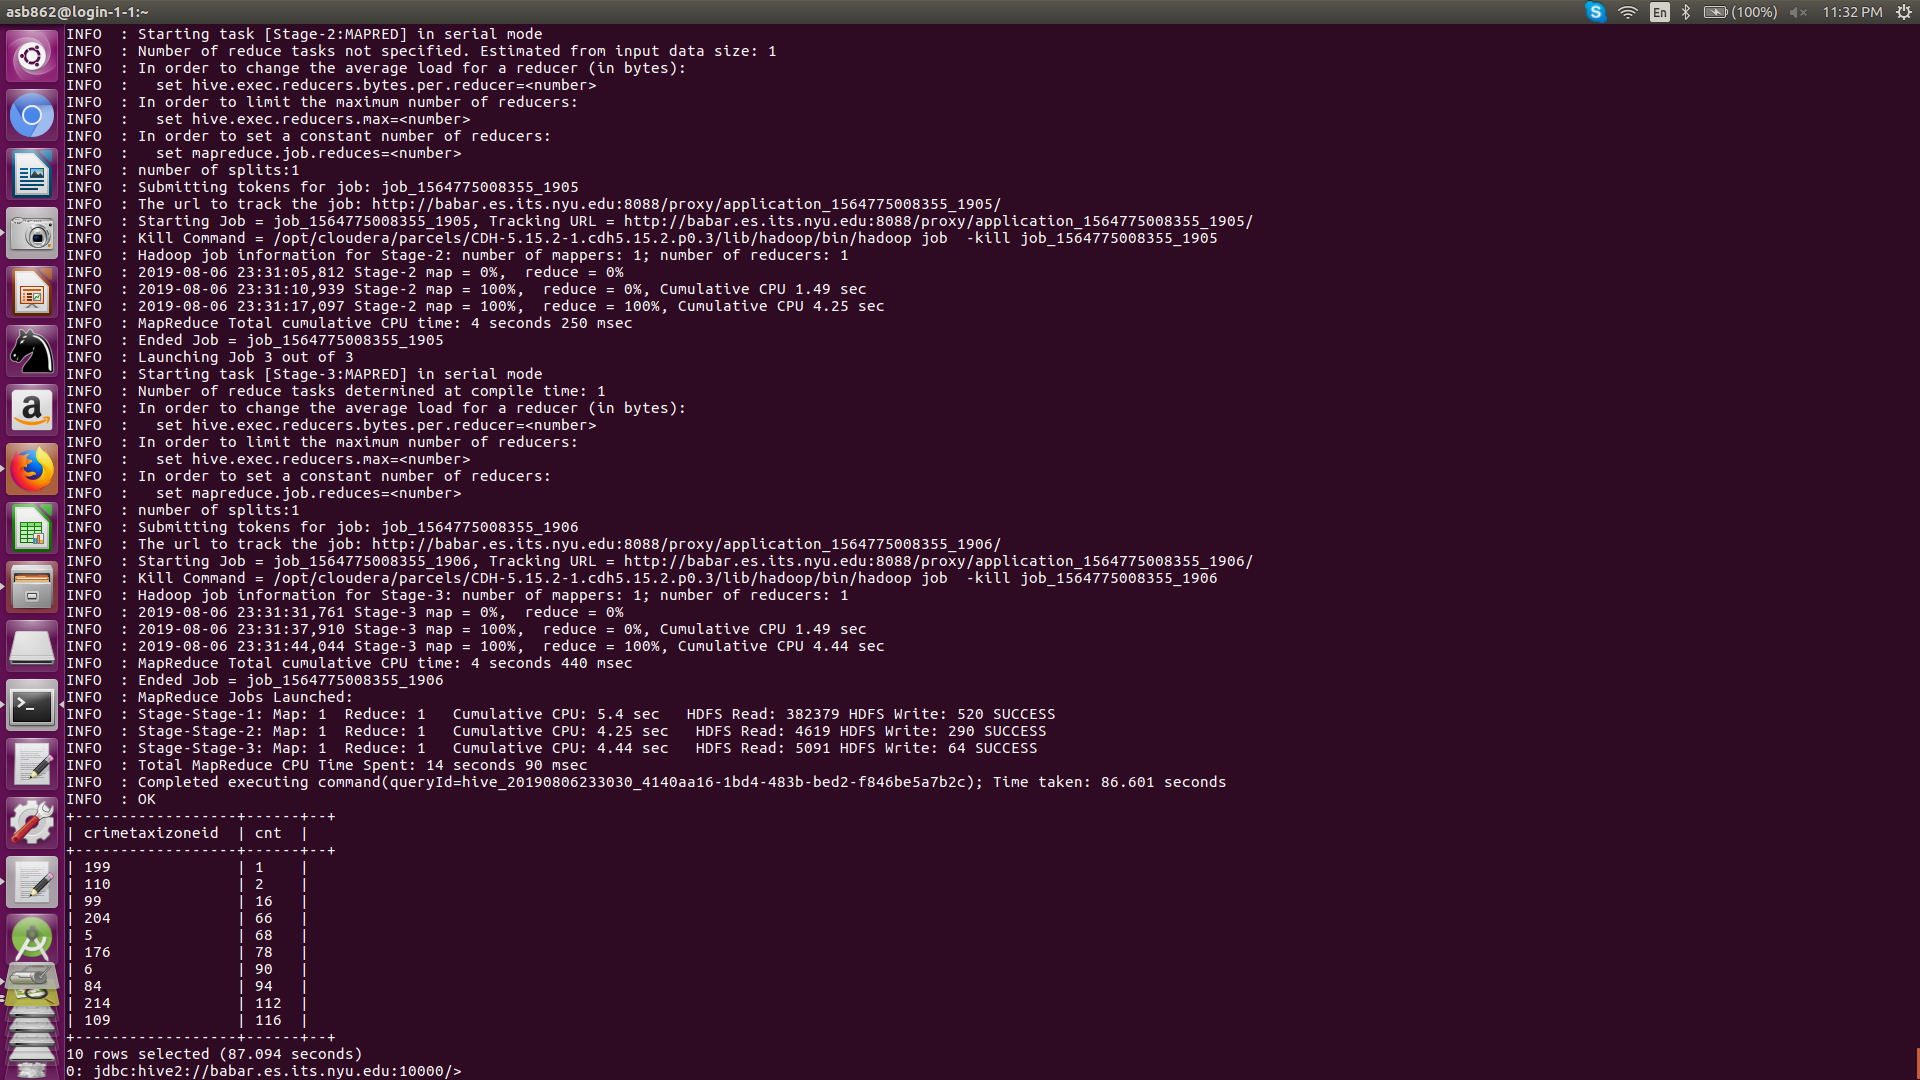 asb862@login-1-1:~
En (100%) 11:32 PM
INFO  : Starting task [Stage-2:MAPRED] in serial mode
INFO  : Number of reduce tasks not specified. Estimated from input data size: 1
INFO  : In order to change the average load for a reducer (in bytes):
INFO  :   set hive.exec.reducers.bytes.per.reducer=<number>
INFO  : In order to limit the maximum number of reducers:
INFO  :   set hive.exec.reducers.max=<number>
INFO  : In order to set a constant number of reducers:
INFO  :   set mapreduce.job.reduces=<number>
INFO  : number of splits:1
INFO  : Submitting tokens for job: job_1564775008355_1905
INFO  : The url to track the job: http://babar.es.its.nyu.edu:8088/proxy/application_1564775008355_1905/
INFO  : Starting Job = job_1564775008355_1905, Tracking URL = http://babar.es.its.nyu.edu:8088/proxy/application_1564775008355_1905/
INFO  : Kill Command = /opt/cloudera/parcels/CDH-5.15.2-1.cdh5.15.2.p0.3/lib/hadoop/bin/hadoop job  -kill job_1564775008355_1905
INFO  : Hadoop job information for Stage-2: number of mappers: 1; number of reducers: 1
INFO  : 2019-08-06 23:31:05,812 Stage-2 map = 0%,  reduce = 0%
INFO  : 2019-08-06 23:31:10,939 Stage-2 map = 100%,  reduce = 0%, Cumulative CPU 1.49 sec
INFO  : 2019-08-06 23:31:17,097 Stage-2 map = 100%,  reduce = 100%, Cumulative CPU 4.25 sec
INFO  : MapReduce Total cumulative CPU time: 4 seconds 250 msec
INFO  : Ended Job = job_1564775008355_1905
INFO  : Launching Job 3 out of 3
INFO  : Starting task [Stage-3:MAPRED] in serial mode
INFO  : Number of reduce tasks determined at compile time: 1
INFO  : In order to change the average load for a reducer (in bytes):
INFO  :   set hive.exec.reducers.bytes.per.reducer=<number>
INFO  : In order to limit the maximum number of reducers:
INFO  :   set hive.exec.reducers.max=<number>
INFO  : In order to set a constant number of reducers:
INFO  :   set mapreduce.job.reduces=<number>
INFO  : number of splits:1
INFO  : Submitting tokens for job: job_1564775008355_1906
INFO  : The url to track the job: http://babar.es.its.nyu.edu:8088/proxy/application_1564775008355_1906/
INFO  : Starting Job = job_1564775008355_1906, Tracking URL = http://babar.es.its.nyu.edu:8088/proxy/application_1564775008355_1906/
INFO  : Kill Command = /opt/cloudera/parcels/CDH-5.15.2-1.cdh5.15.2.p0.3/lib/hadoop/bin/hadoop job  -kill job_1564775008355_1906
INFO  : Hadoop job information for Stage-3: number of mappers: 1; number of reducers: 1
INFO  : 2019-08-06 23:31:31,761 Stage-3 map = 0%,  reduce = 0%
INFO  : 2019-08-06 23:31:37,910 Stage-3 map = 100%,  reduce = 0%, Cumulative CPU 1.49 sec
INFO  : 2019-08-06 23:31:44,044 Stage-3 map = 100%,  reduce = 100%, Cumulative CPU 4.44 sec
INFO  : MapReduce Total cumulative CPU time: 4 seconds 440 msec
INFO  : Ended Job = job_1564775008355_1906
INFO  : MapReduce Jobs Launched:
INFO  : Stage-Stage-1: Map: 1  Reduce: 1   Cumulative CPU: 5.4 sec   HDFS Read: 382379 HDFS Write: 520 SUCCESS
INFO  : Stage-Stage-2: Map: 1  Reduce: 1   Cumulative CPU: 4.25 sec   HDFS Read: 4619 HDFS Write: 290 SUCCESS
INFO  : Stage-Stage-3: Map: 1  Reduce: 1   Cumulative CPU: 4.44 sec   HDFS Read: 5091 HDFS Write: 64 SUCCESS
INFO  : Total MapReduce CPU Time Spent: 14 seconds 90 msec
INFO  : Completed executing command(queryId=hive_20190806233030_4140aa16-1bd4-483b-bed2-f846be5a7b2c); Time taken: 86.601 seconds
INFO  : OK
+------------------+------+--+
| crimetaxizoneid  | cnt  |
+------------------+------+--+
| 199              | 1    |
| 110              | 2    |
| 99               | 16   |
| 204              | 66   |
| 5                | 68   |
| 176              | 78   |
| 6                | 90   |
| 84               | 94   |
| 214              | 112  |
| 109              | 116  |
+------------------+------+--+
10 rows selected (87.094 seconds)
0: jdbc:hive2://babar.es.its.nyu.edu:10000/>